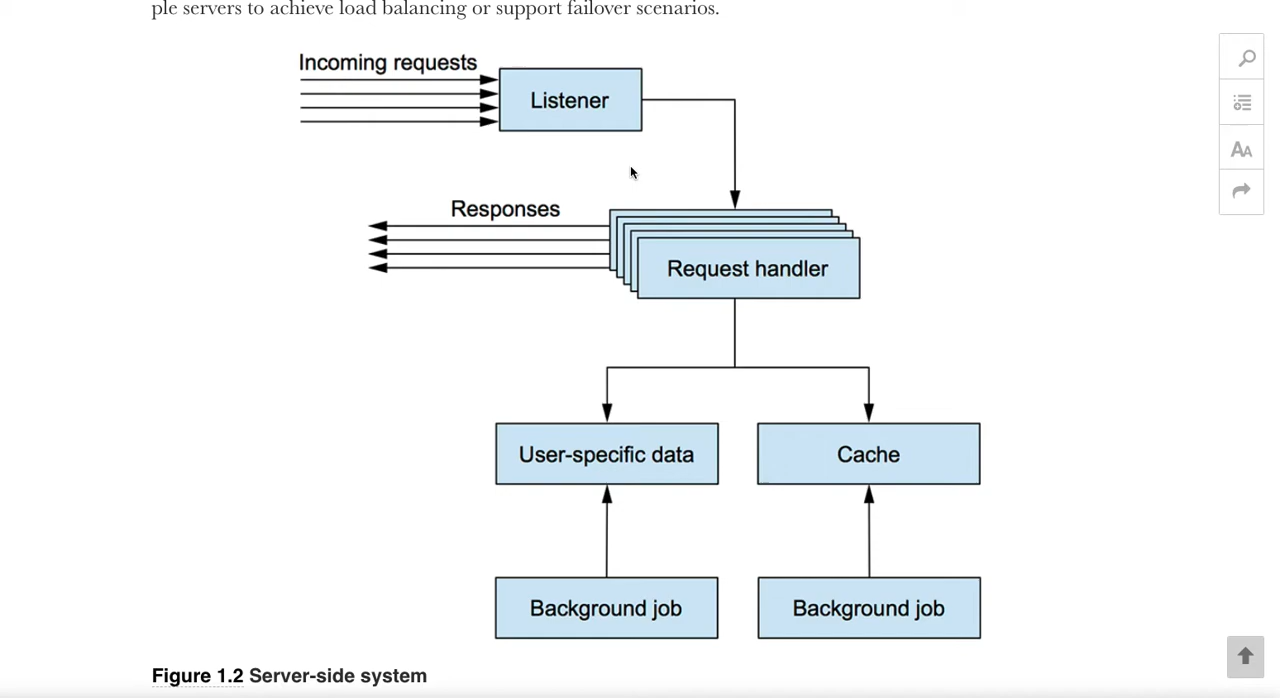 ple servers to achieve load balancing or support failover scenarios.
Incoming requests
Listener
Responses
Request handler
User-specific data
Cache
Background job
Background job
Figure 1.2 Server-side system
AA